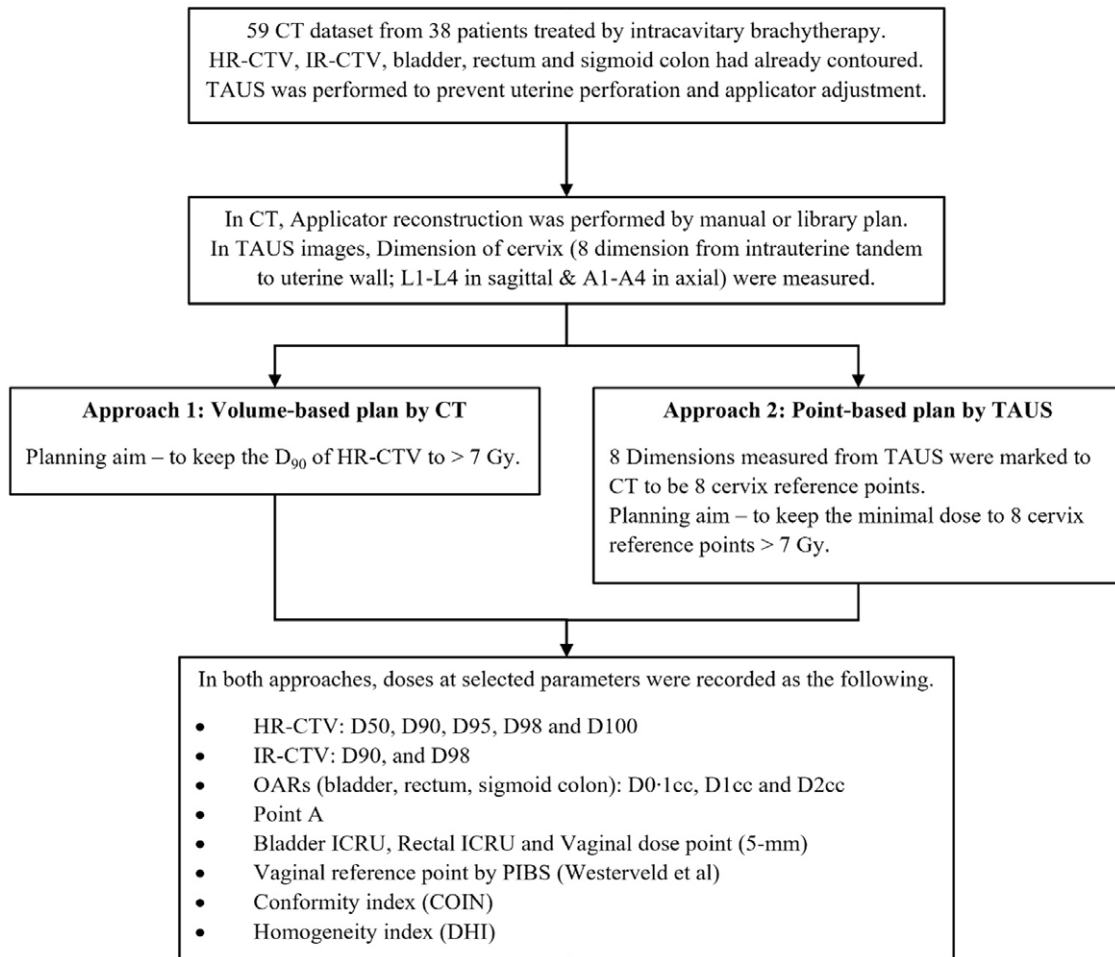 59 CT dataset from 38 patients treated by intracavitary brachytherapy.
HR-CTV, IR-CTV, bladder, rectum and sigmoid colon had already contoured.
TAUS was performed to prevent uterine perforation and applicator adjustment.
In CT, Applicator reconstruction was performed by manual or library plan.
In TAUS images, Dimension of cervix (8 dimension from intrauterine tandem
to uterine wall; L1-L4 in sagittal & A1-A4 in axial) were measured.
Approach 1: Volume-based plan by CT
Planning aim – to keep the D90 of HR-CTV to > 7 Gy.
Approach 2: Point-based plan by TAUS
8 Dimensions measured from TAUS were marked to
CT to be 8 cervix reference points.
Planning aim – to keep the minimal dose to 8 cervix
reference points > 7 Gy.
In both approaches, doses at selected parameters were recorded as the following.
• HR-CTV: D50, D90, D95, D98 and D100
• IR-CTV: D90, and D98
• OARs (bladder, rectum, sigmoid colon): D0·1cc, D1cc and D2cc
• Point A
• Bladder ICRU, Rectal ICRU and Vaginal dose point (5-mm)
• Vaginal reference point by PIBS (Westerveld et al)
• Conformity index (COIN)
• Homogeneity index (DHI)